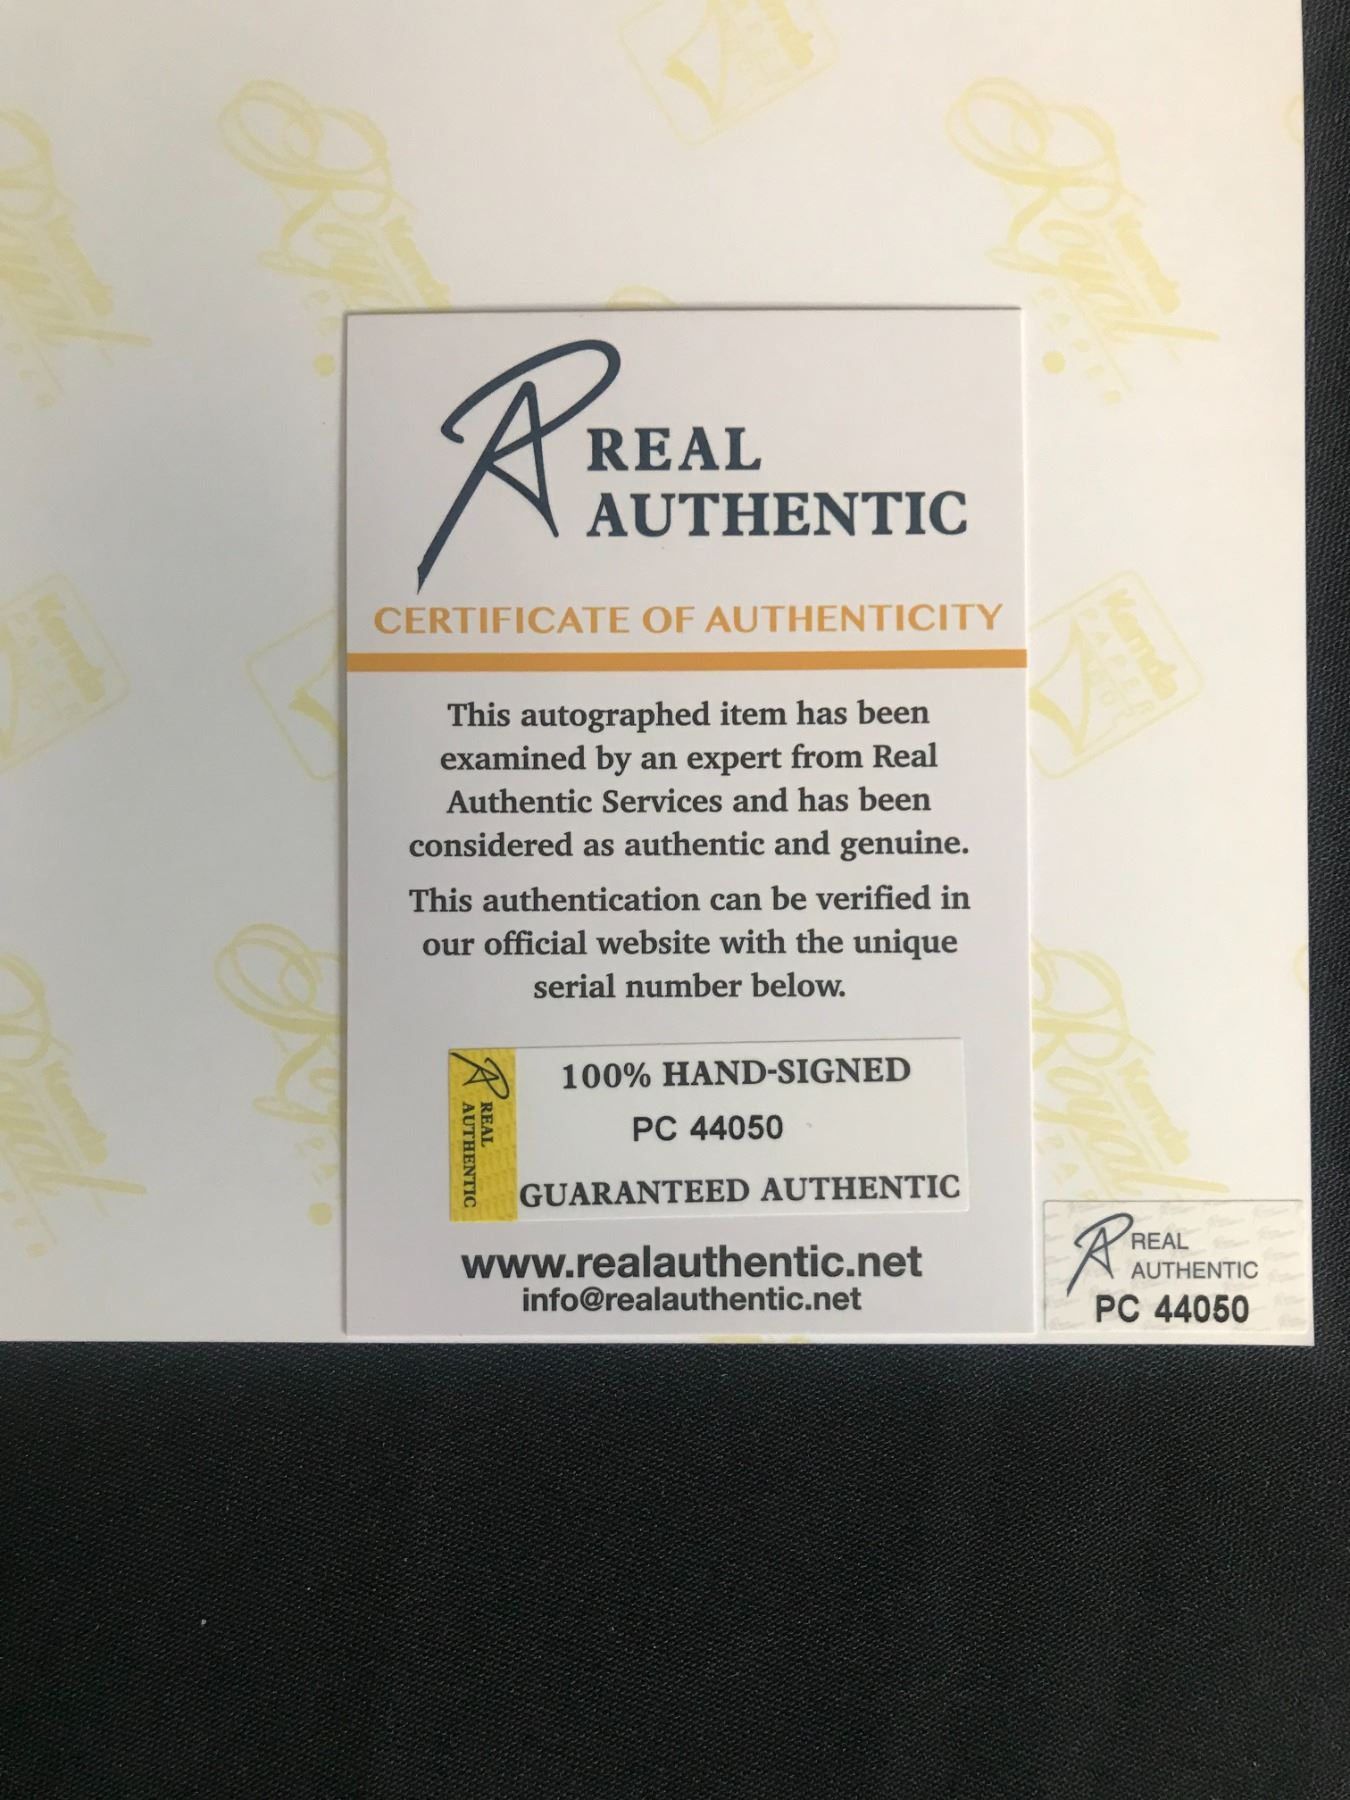 REAL
AUTHENTIC
CERTIFICATE OF AUTHENTICITY
This autographed item has been
examined by an expert from Real
Authentic Services and has been
considered as authentic and genuine.
This authentication can be verified in
our official website with the unique
serial number below.
REAL
AUTHENTIC
100% HAND-SIGNED
PC 44050
GUARANTEED AUTHENTIC
www.realauthentic.net
info@realauthentic.net
REAL
AUTHENTIC
PC 44050
Royal
Royal
Royal